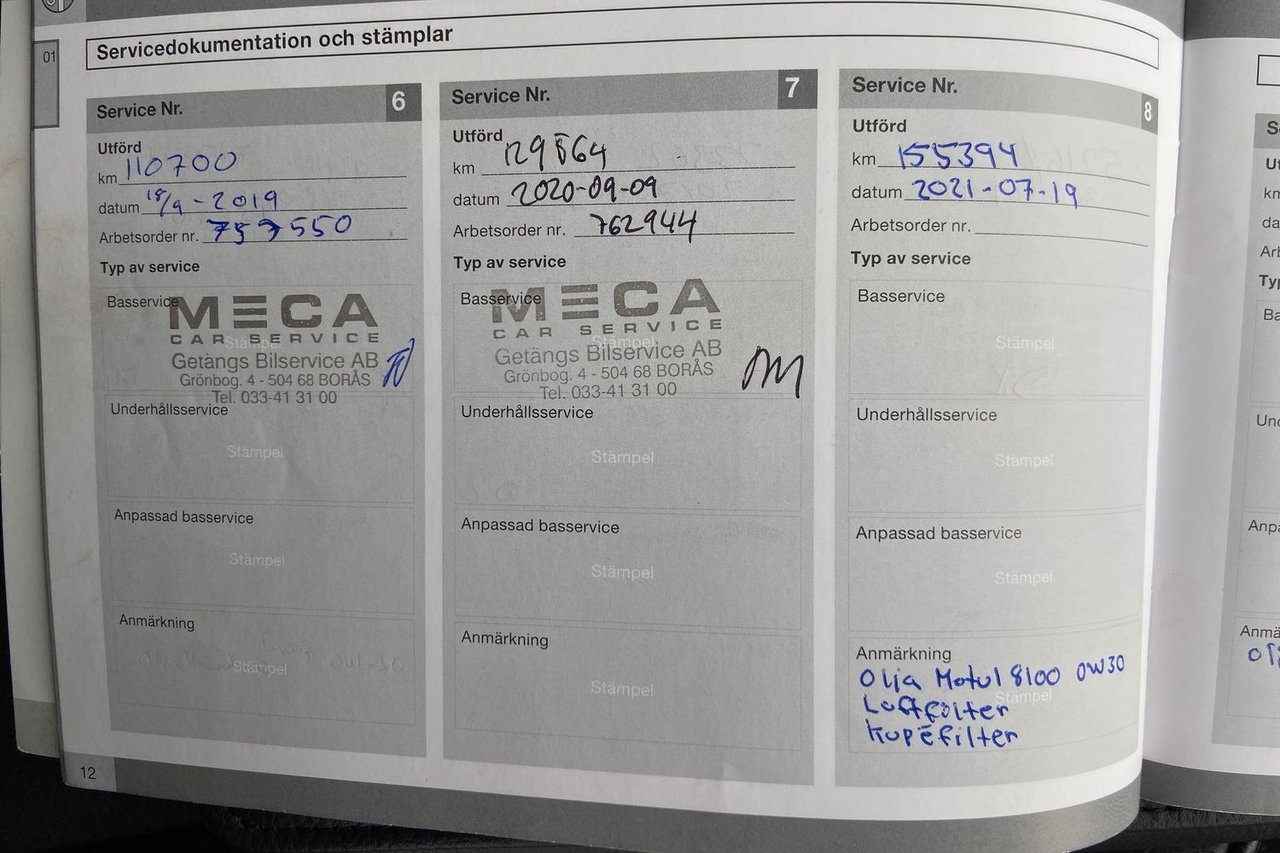 01
Servicedokumentation och stämplar
Service Nr. 6
Utförd
km 110700
datum 18/9 - 2019
Arbetsorder nr. 757550
Typ av service
Basservice
MECA
CAR SERVICE
Stämpel
Getängs Bilservice AB
Grönbog. 4 - 504 68 BORÅS
Tel. 033-41 31 00
Underhållsservice
Stämpel
Anpassad basservice
Stämpel
Anmärkning
Stämpel
12
Service Nr. 7
Utförd
km 129864
datum 2020-09-09
Arbetsorder nr. 762944
Typ av service
Basservice
MECA
CAR SERVICE
Stämpel
Getängs Bilservice AB
Grönbog. 4 - 504 68 BORÅS
Tel. 033-41 31 00
Underhållsservice
Stämpel
Anpassad basservice
Stämpel
Anmärkning
Stämpel
Service Nr. 8
Utförd
km 155394
datum 2021-07-19
Arbetsorder nr.
Typ av service
Basservice
Stämpel
Underhållsservice
Stämpel
Anpassad basservice
Stämpel
Anmärkning
Olja Motul 8100 0W30
Stämpel
Luftfilter
Kupéfilter